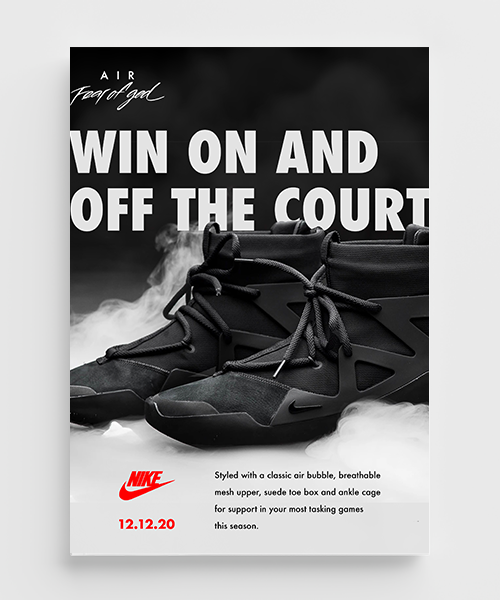 AIR
Fear of god
WIN ON AND
OFF THE COURT
NIKE
12.12.20
Styled with a classic air bubble, breathable
mesh upper, suede toe box and ankle cage
for support in your most tasking games
this season.